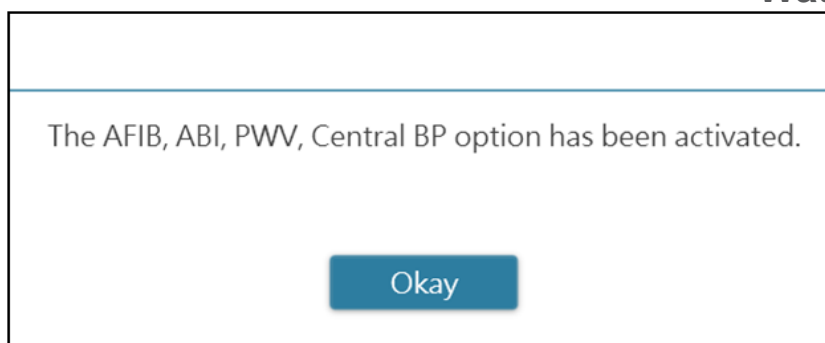 The AFIB, ABI, PWV, Central BP option has been activated.
Okay